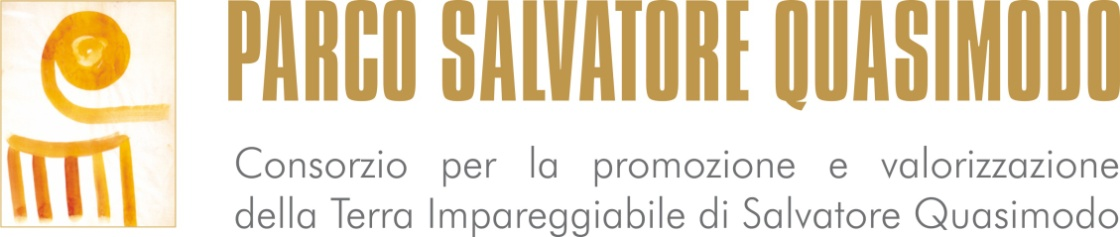 PARCO SALVATORE QUASIMODO
Consorzio per la promozione e valorizzazione
della Terra Impareggiabile di Salvatore Quasimodo